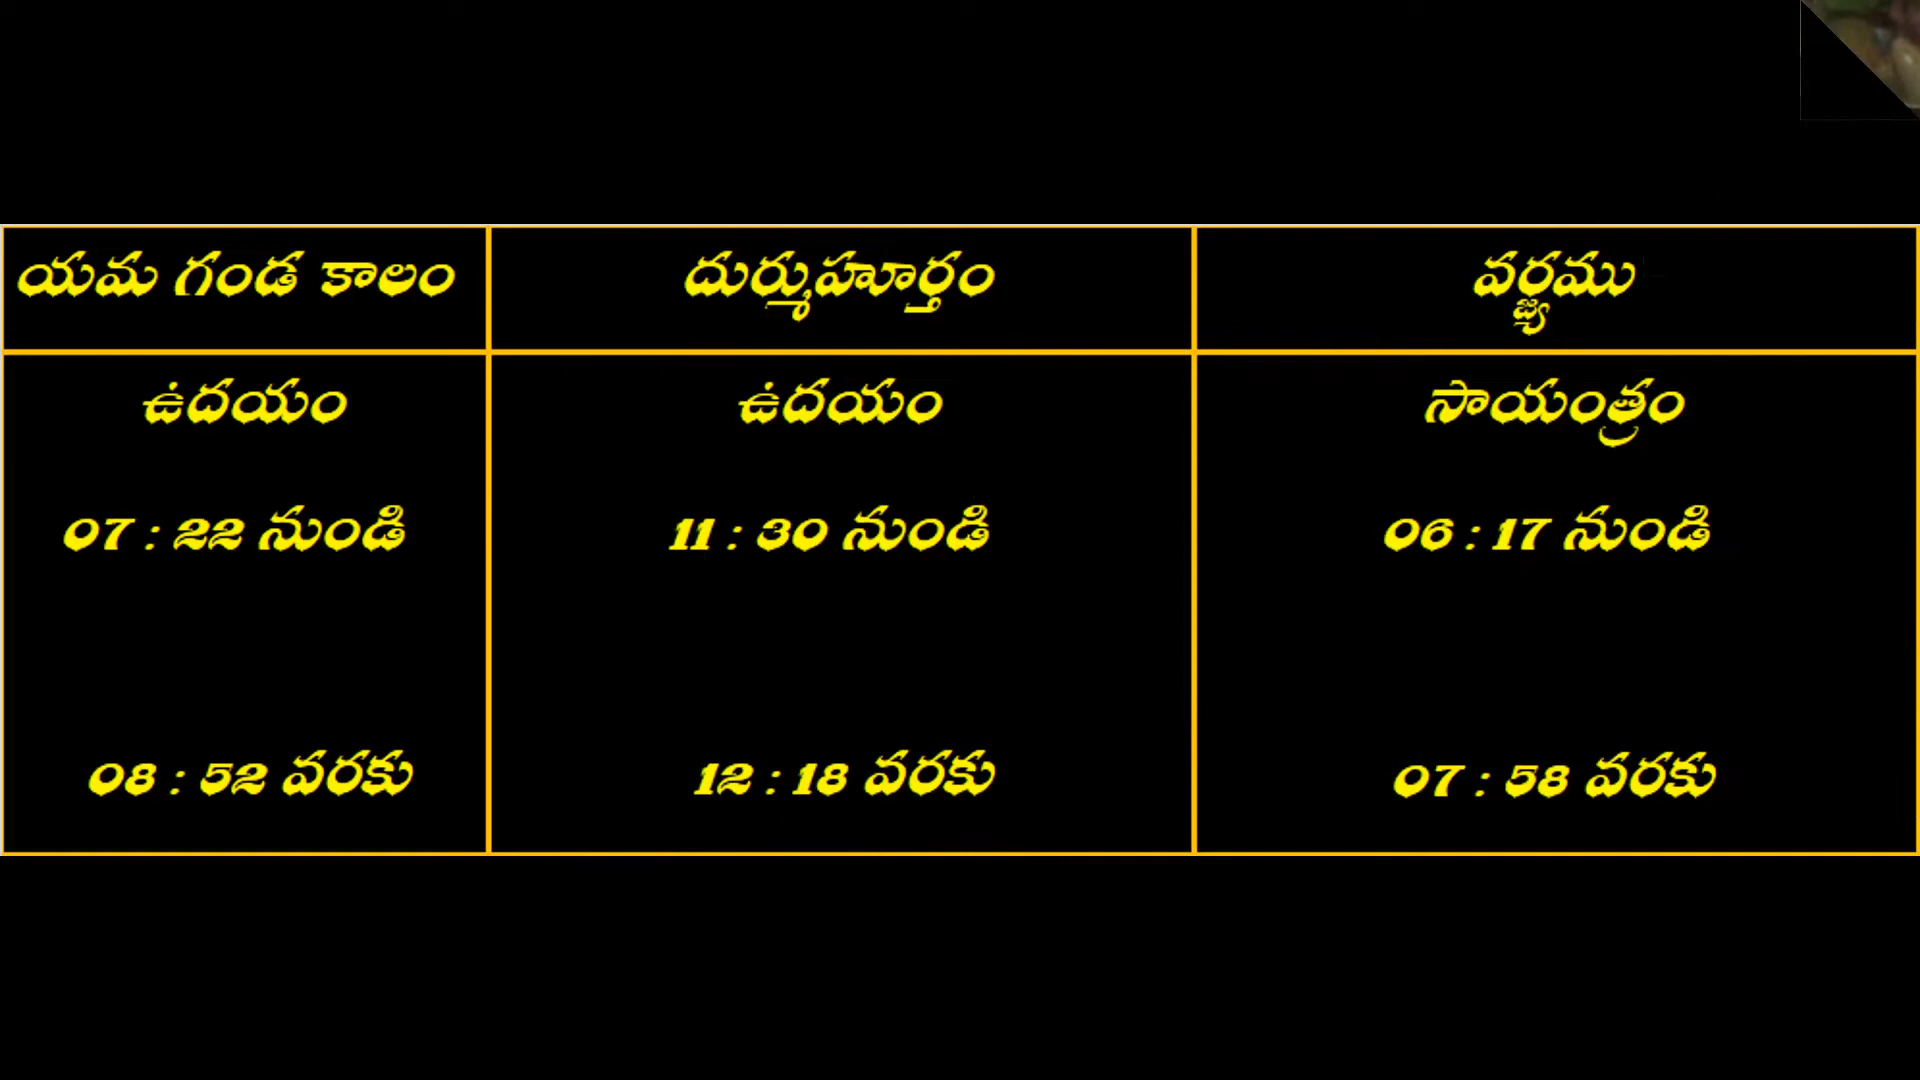 యమ గండ కాలం
దుర్ముహూర్తం
వర్జ్యము
ఉదయం
07 : 22 నుండి
08 : 52 వరకు
ఉదయం
11 : 30 నుండి
12 : 18 వరకు
సాయంత్రం
06 : 17 నుండి
07 : 58 వరకు